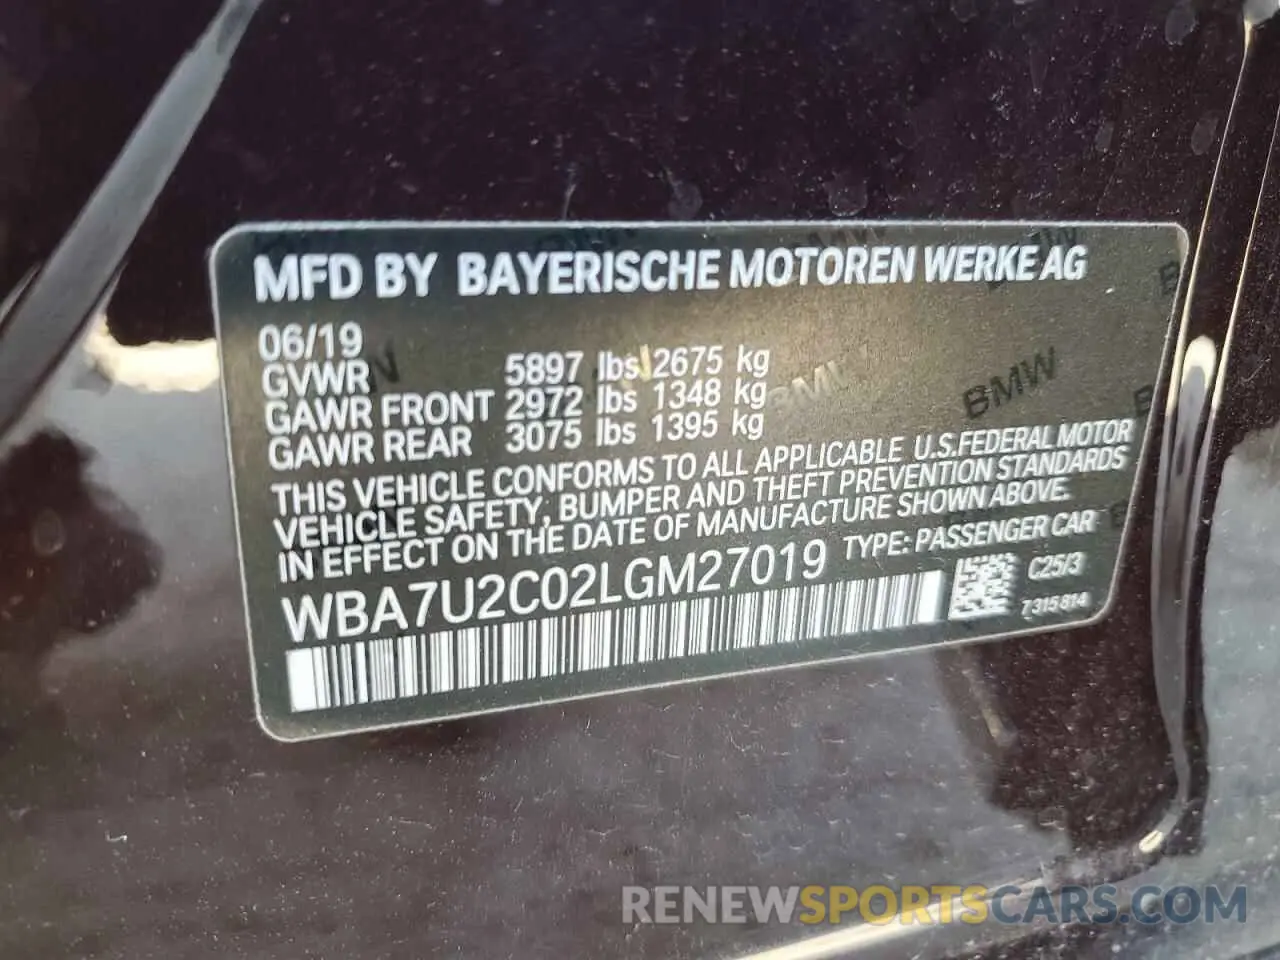 MFD BY BAYERISCHE MOTOREN WERKE AG
06/19
GVWR 5897 lbs 2675 kg
GAWR FRONT 2972 lbs 1348 kg
GAWR REAR 3075 lbs 1395 kg
THIS VEHICLE CONFORMS TO ALL APPLICABLE U.S.FEDERAL MOTOR
VEHICLE SAFETY, BUMPER AND THEFT PREVENTION STANDARDS
IN EFFECT ON THE DATE OF MANUFACTURE SHOWN ABOVE.
WBA7U2C02LGM27019 TYPE: PASSENGER CAR
C25/3
7315814
BMW
BMW
RENEWSPORTSCARS.COM